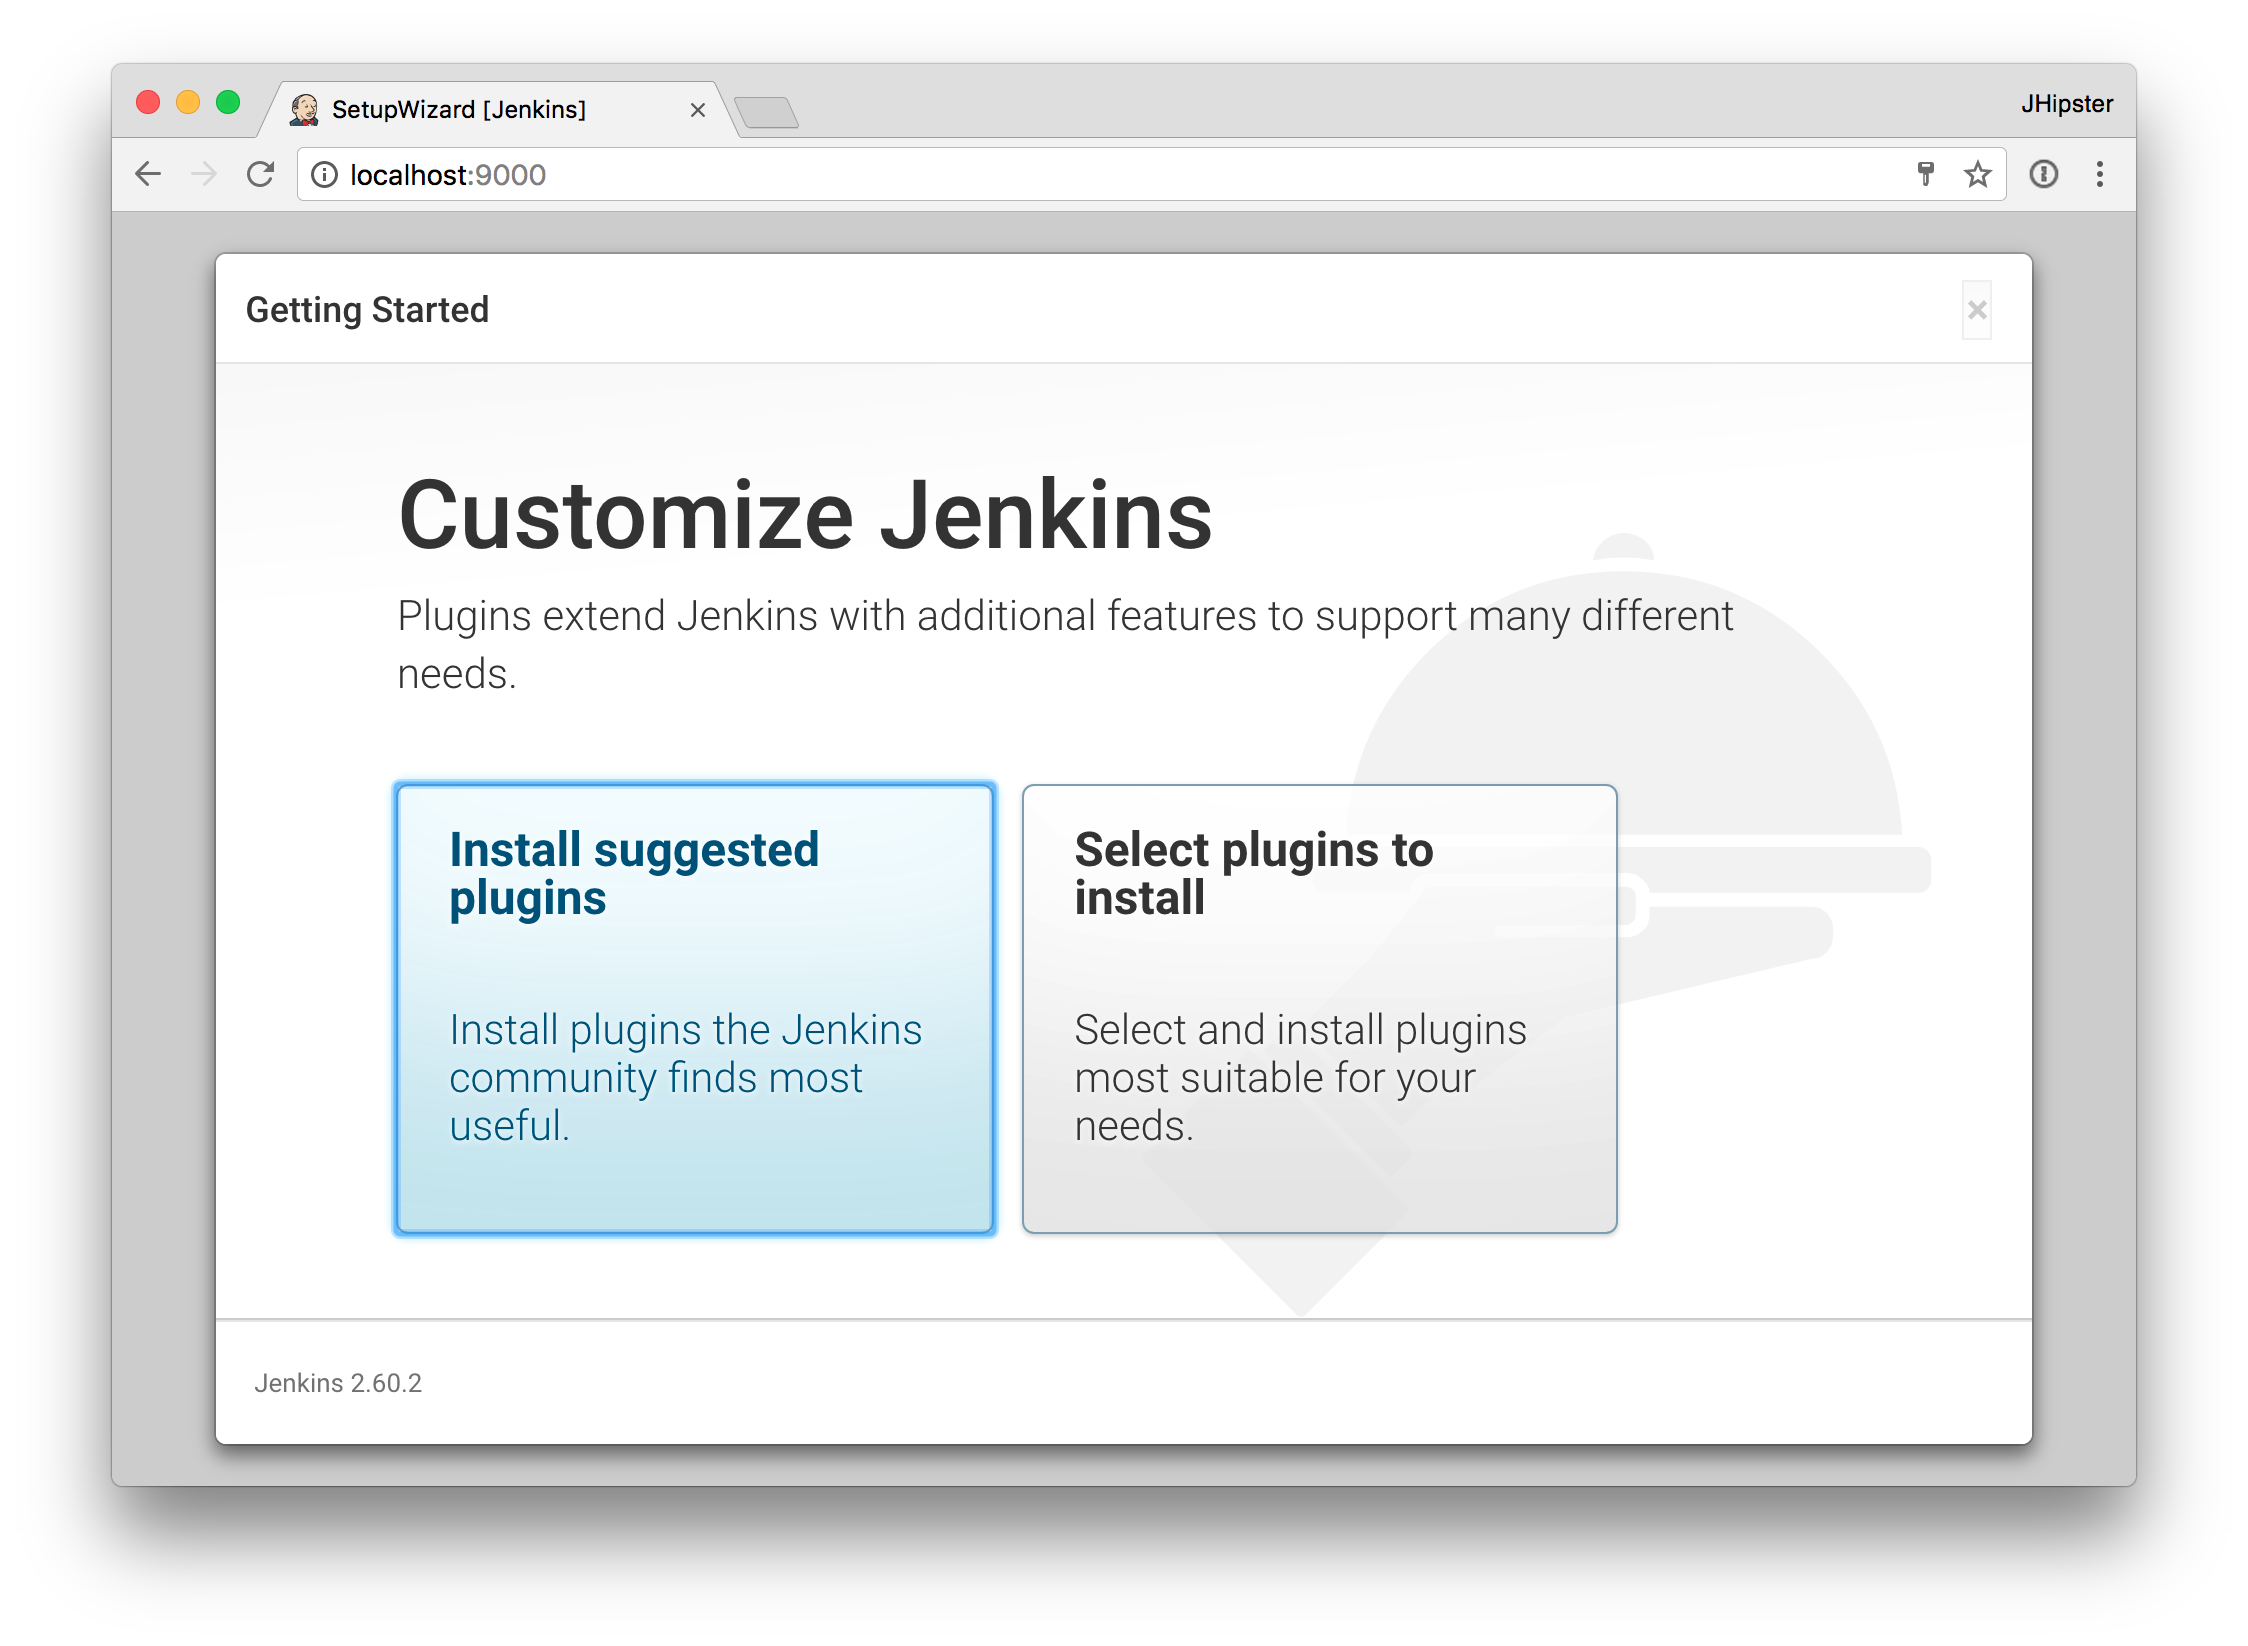 SetupWizard [Jenkins]
JHipster
localhost:9000
Getting Started
Customize Jenkins
Plugins extend Jenkins with additional features to support many different
needs.
Install suggested
plugins
Install plugins the Jenkins
community finds most
useful.
Select plugins to
install
Select and install plugins
most suitable for your
needs.
Jenkins 2.60.2